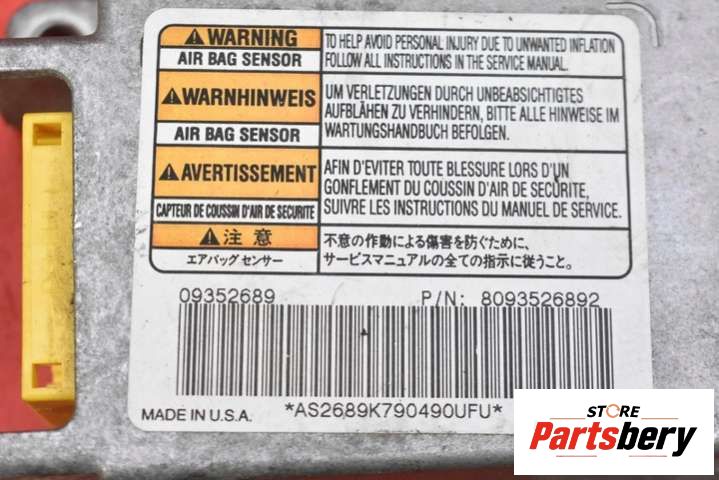 WARNING
AIR BAG SENSOR
TO HELP AVOID PERSONAL INJURY DUE TO UNWANTED INFLATION
FOLLOW ALL INSTRUCTIONS IN THE SERVICE MANUAL.
WARNHINWEIS
AIR BAG SENSOR
UM VERLETZUNGEN DURCH UNBEABSICHTIGTES
AUFBLÄHEN ZU VERHINDERN, BITTE ALLE HINWEISE IM
WARTUNGSHANDBUCH BEFOLGEN.
AVERTISSEMENT
CAPTEUR DE COUSSIN D'AIR DE SECURITE
AFIN D'EVITER TOUTE BLESSURE LORS D'UN
GONFLEMENT DU COUSSIN D'AIR DE SECURITE,
SUIVRE LES INSTRUCTIONS DU MANUEL DE SERVICE.
注 意
エアバッグ センサー
不意の作動による傷害を防ぐために、
サービスマニュアルの全ての指示に従うこと。
09352689 P/N: 8093526892
MADE IN U.S.A. *AS2689K790490UFU*
STORE
Partsbery